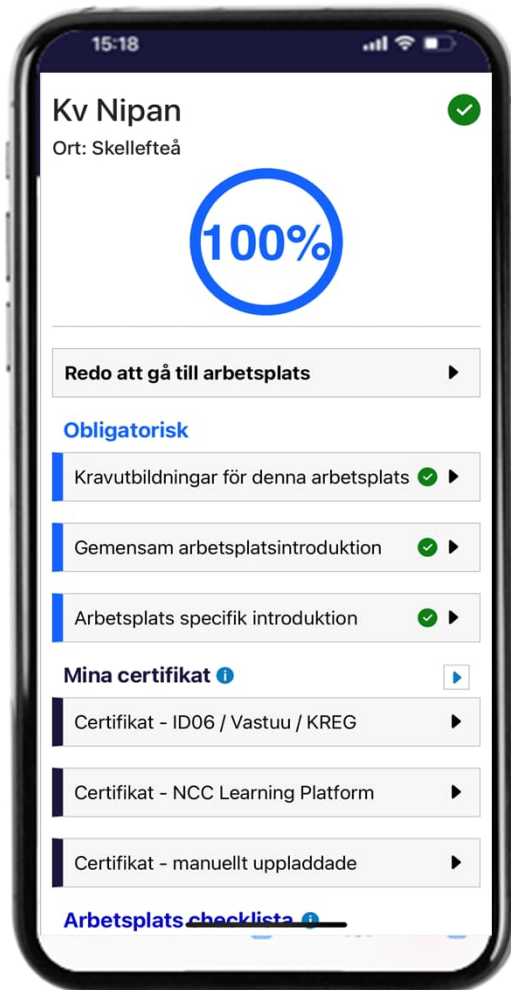 15:18
Kv Nipan
Ort: Skellefteå
100%
Redo att gå till arbetsplats
Obligatorisk
Kravutbildningar för denna arbetsplats
Gemensam arbetsplatsintroduktion
Arbetsplats specifik introduktion
Mina certifikat
Certifikat - ID06 / Vastuu / KREG
Certifikat - NCC Learning Platform
Certifikat - manuellt uppladdade
Arbetsplats checklista